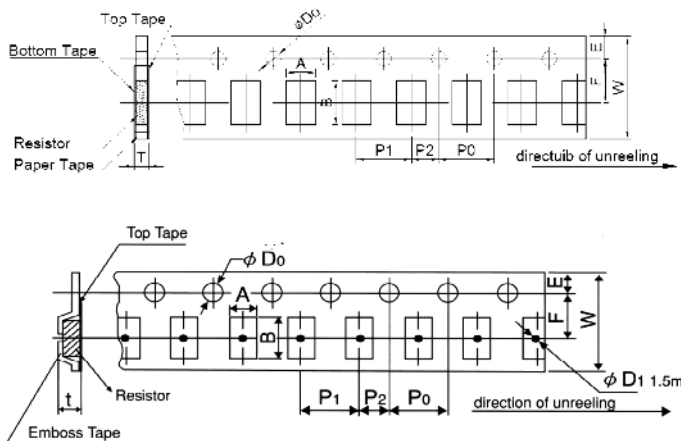 Top Tape
φD0
Bottom Tape
A
B
E
F
W
Resistor
Paper Tape
T
P1
P2
P0
directuib of unreeling
Top Tape
φ D0
A
B
E
F
W
t
Resistor
P1
P2
P0
φ D1 1.5m
direction of unreeling
Emboss Tape